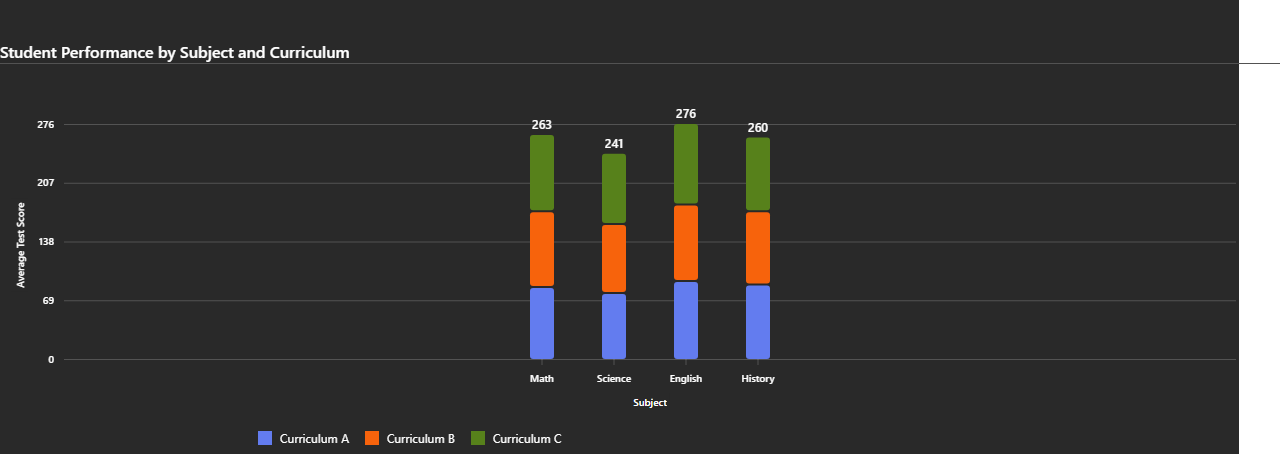 Student Performance by Subject and Curriculum
276
263
276
260
241
207
138
69
0
Average Test Score
Math
Science
English
History
Subject
Curriculum A
Curriculum B
Curriculum C